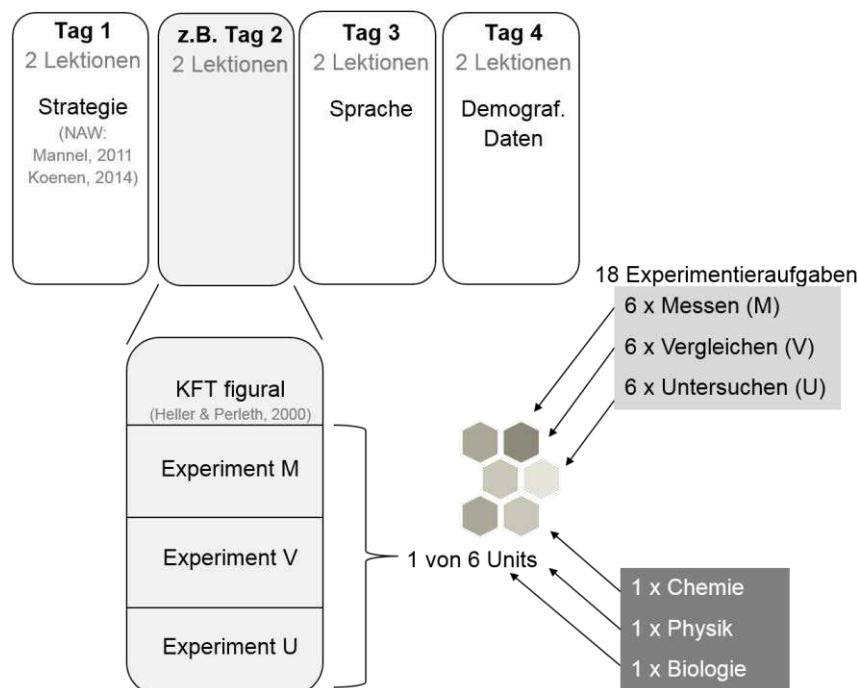 Tag 1
2 Lektionen
Strategie
(NAW:
Mannel, 2011
Koenen, 2014)
z.B. Tag 2
2 Lektionen
Tag 3
2 Lektionen
Sprache
Tag 4
2 Lektionen
Demograf.
Daten
18 Experimentieraufgaben
6 x Messen (M)
6 x Vergleichen (V)
6 x Untersuchen (U)
KFT figural
(Heller & Perleth, 2000)
Experiment M
Experiment V
Experiment U
1 von 6 Units
1 x Chemie
1 x Physik
1 x Biologie